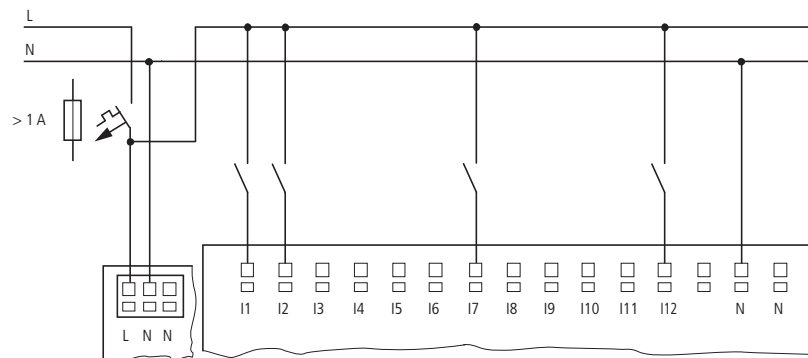 L
N
> 1 A
I1 I2 I3 I4 I5 I6 I7 I8 I9 I10 I11 I12 N N
L N N